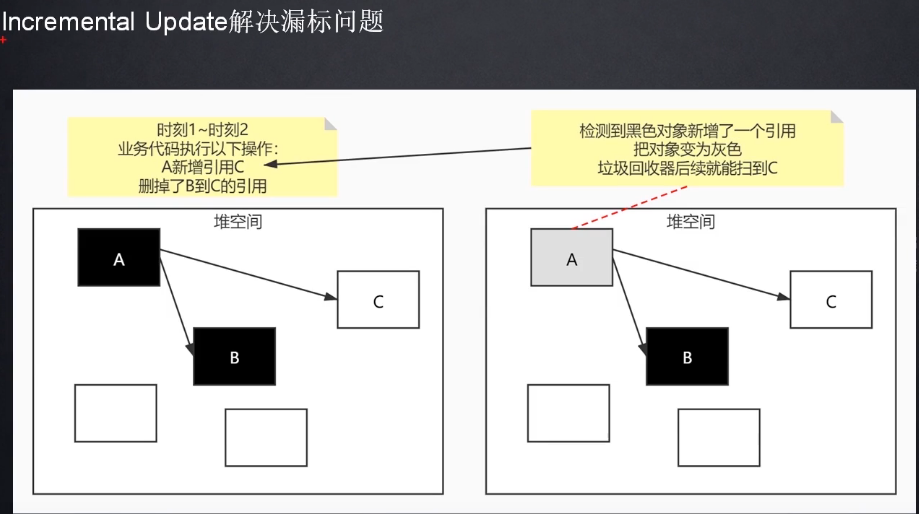 Incremental Update解决漏标问题
时刻1~时刻2
业务代码执行以下操作：
A新增引用C
删掉了B到C的引用
检测到黑色对象新增了一个引用
把对象变为灰色
垃圾回收器后续就能扫到C
堆空间
A
C
B
堆空间
A
C
B